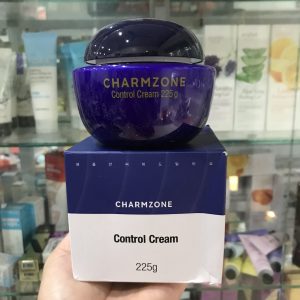 CHARMZONE
Control Cream 225g
CHARMZONE
Control Cream
225g